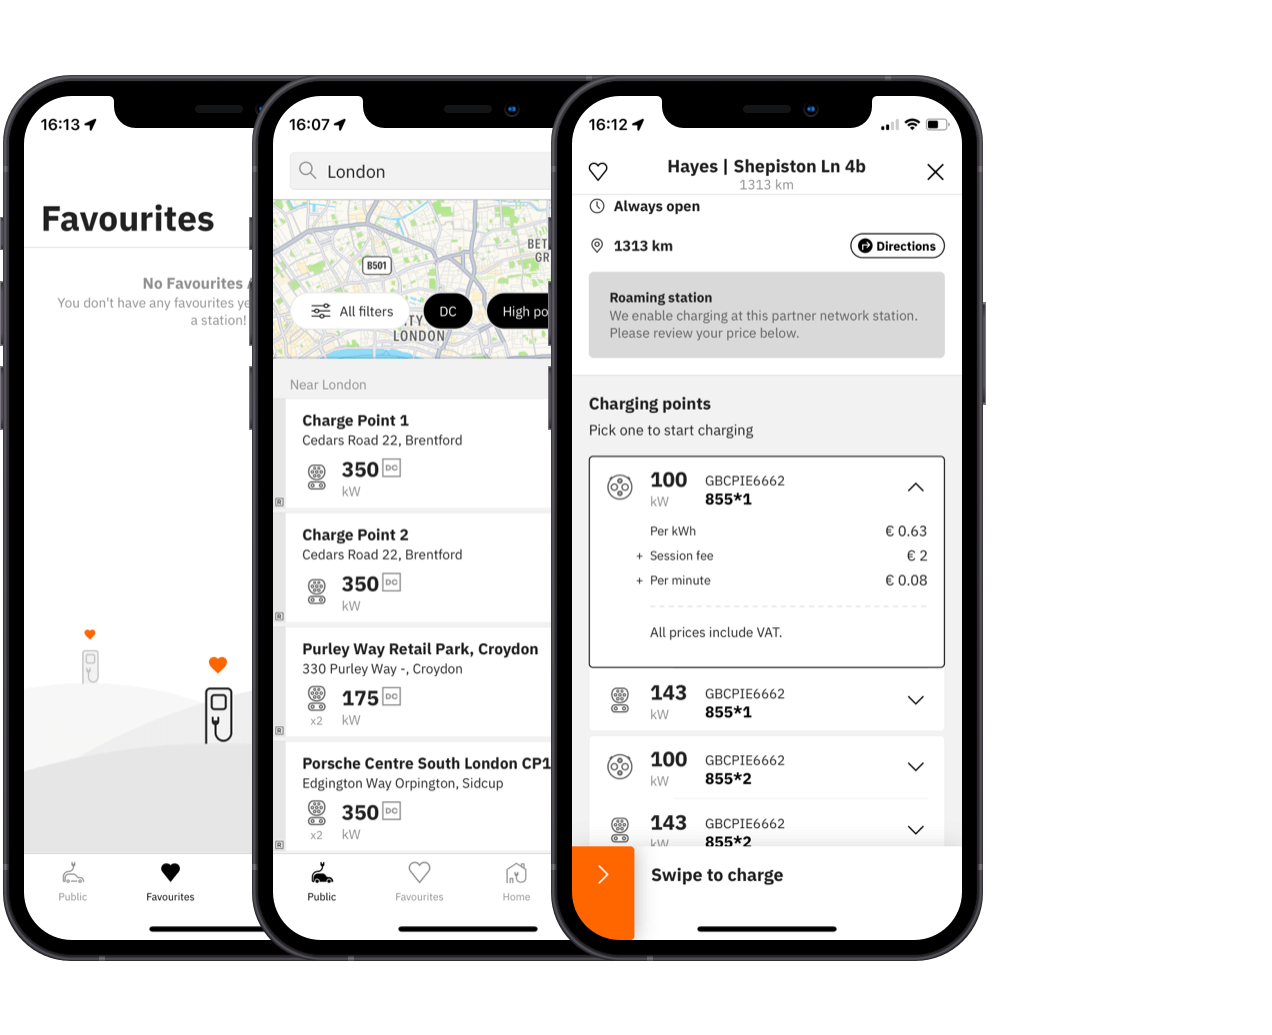 16:13
Favourites
No Favourites
You don't have any favourites ye
a station!
Public
Favourites
16:07
London
BET
GR
B501
All filters
DC
High po
TY
LONDON
Near London
Charge Point 1
Cedars Road 22, Brentford
350 DC
kW
R
Charge Point 2
Cedars Road 22, Brentford
350 DC
kW
R
Purley Way Retail Park, Croydon
330 Purley Way -, Croydon
175 DC
x2 kW
R
Porsche Centre South London CP1
Edgington Way Orpington, Sidcup
350 DC
x2 kW
R
Public
Favourites
Home
16:12
Hayes | Shepiston Ln 4b
1313 km
Always open
1313 km
Directions
Roaming station
We enable charging at this partner network station.
Please review your price below.
Charging points
Pick one to start charging
100 GBCPIE6662
kW 855*1
Per kWh € 0.63
+ Session fee € 2
+ Per minute € 0.08
All prices include VAT.
143 GBCPIE6662
kW 855*1
100 GBCPIE6662
kW 855*2
143 GBCPIE6662
kW 855*2
Swipe to charge